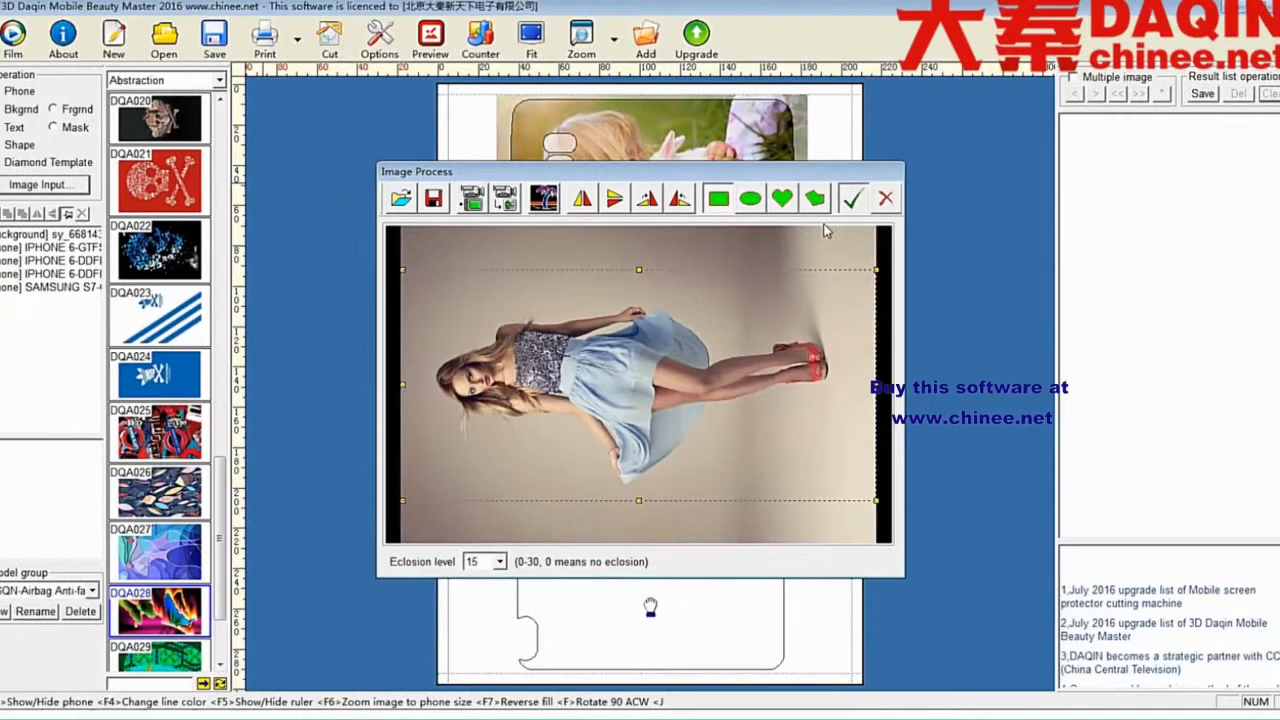 3D Daqin Mobile Beauty Master 2016 www.chinee.net - This software is licenced to [北京大秦新天下电子有限公司]
Film About New Open Save Print Cut Options Preview Counter Fit Zoom Add Upgrade
大秦 DAQIN
chinee.net
Phone
Bkgrnd Frgrnd
Text Mask
Shape
Diamond Template
Image Input...
ackground] sy_66814
IPHONE 6-GTF
IPHONE 6-DDF
IPHONE 6-DDF
SAMSUNG S7-
Abstraction
DQA020
DQA021
DQA022
DQA023
DQA024
DQA025
DQA026
DQA027
DQA028
DQA029
odel group
SQN-Airbag Anti-fa
Rename Delete
Image Process
Eclosion level 15 (0-30, 0 means no eclosion)
Buy this software at
www.chinee.net
Multiple image
< > << >> *
Result list operation
Save Del Clea
1,July 2016 upgrade list of Mobile screen
protector cutting machine
2,July 2016 upgrade list of 3D Daqin Mobile
Beauty Master
3,DAQIN becomes a strategic partner with CC
(China Central Television)
>Show/Hide phone <F4>Change line color <F5>Show/Hide ruler <F6>Zoom image to phone size <F7>Reverse fill <F>Rotate 90 ACW <J
NUM